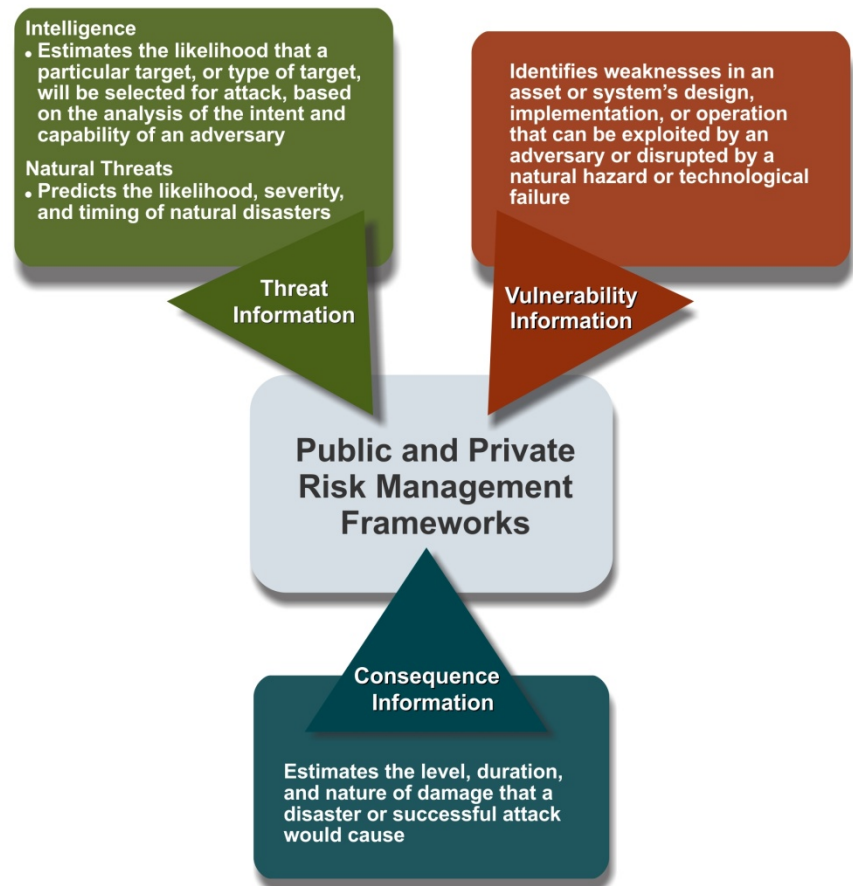 Intelligence
• Estimates the likelihood that a
particular target, or type of target,
will be selected for attack, based
on the analysis of the intent and
capability of an adversary
Natural Threats
• Predicts the likelihood, severity,
and timing of natural disasters
Threat
Information
Identifies weaknesses in an
asset or system’s design,
implementation, or operation
that can be exploited by an
adversary or disrupted by a
natural hazard or technological
failure
Vulnerability
Information
Public and Private
Risk Management
Frameworks
Consequence
Information
Estimates the level, duration,
and nature of damage that a
disaster or successful attack
would cause